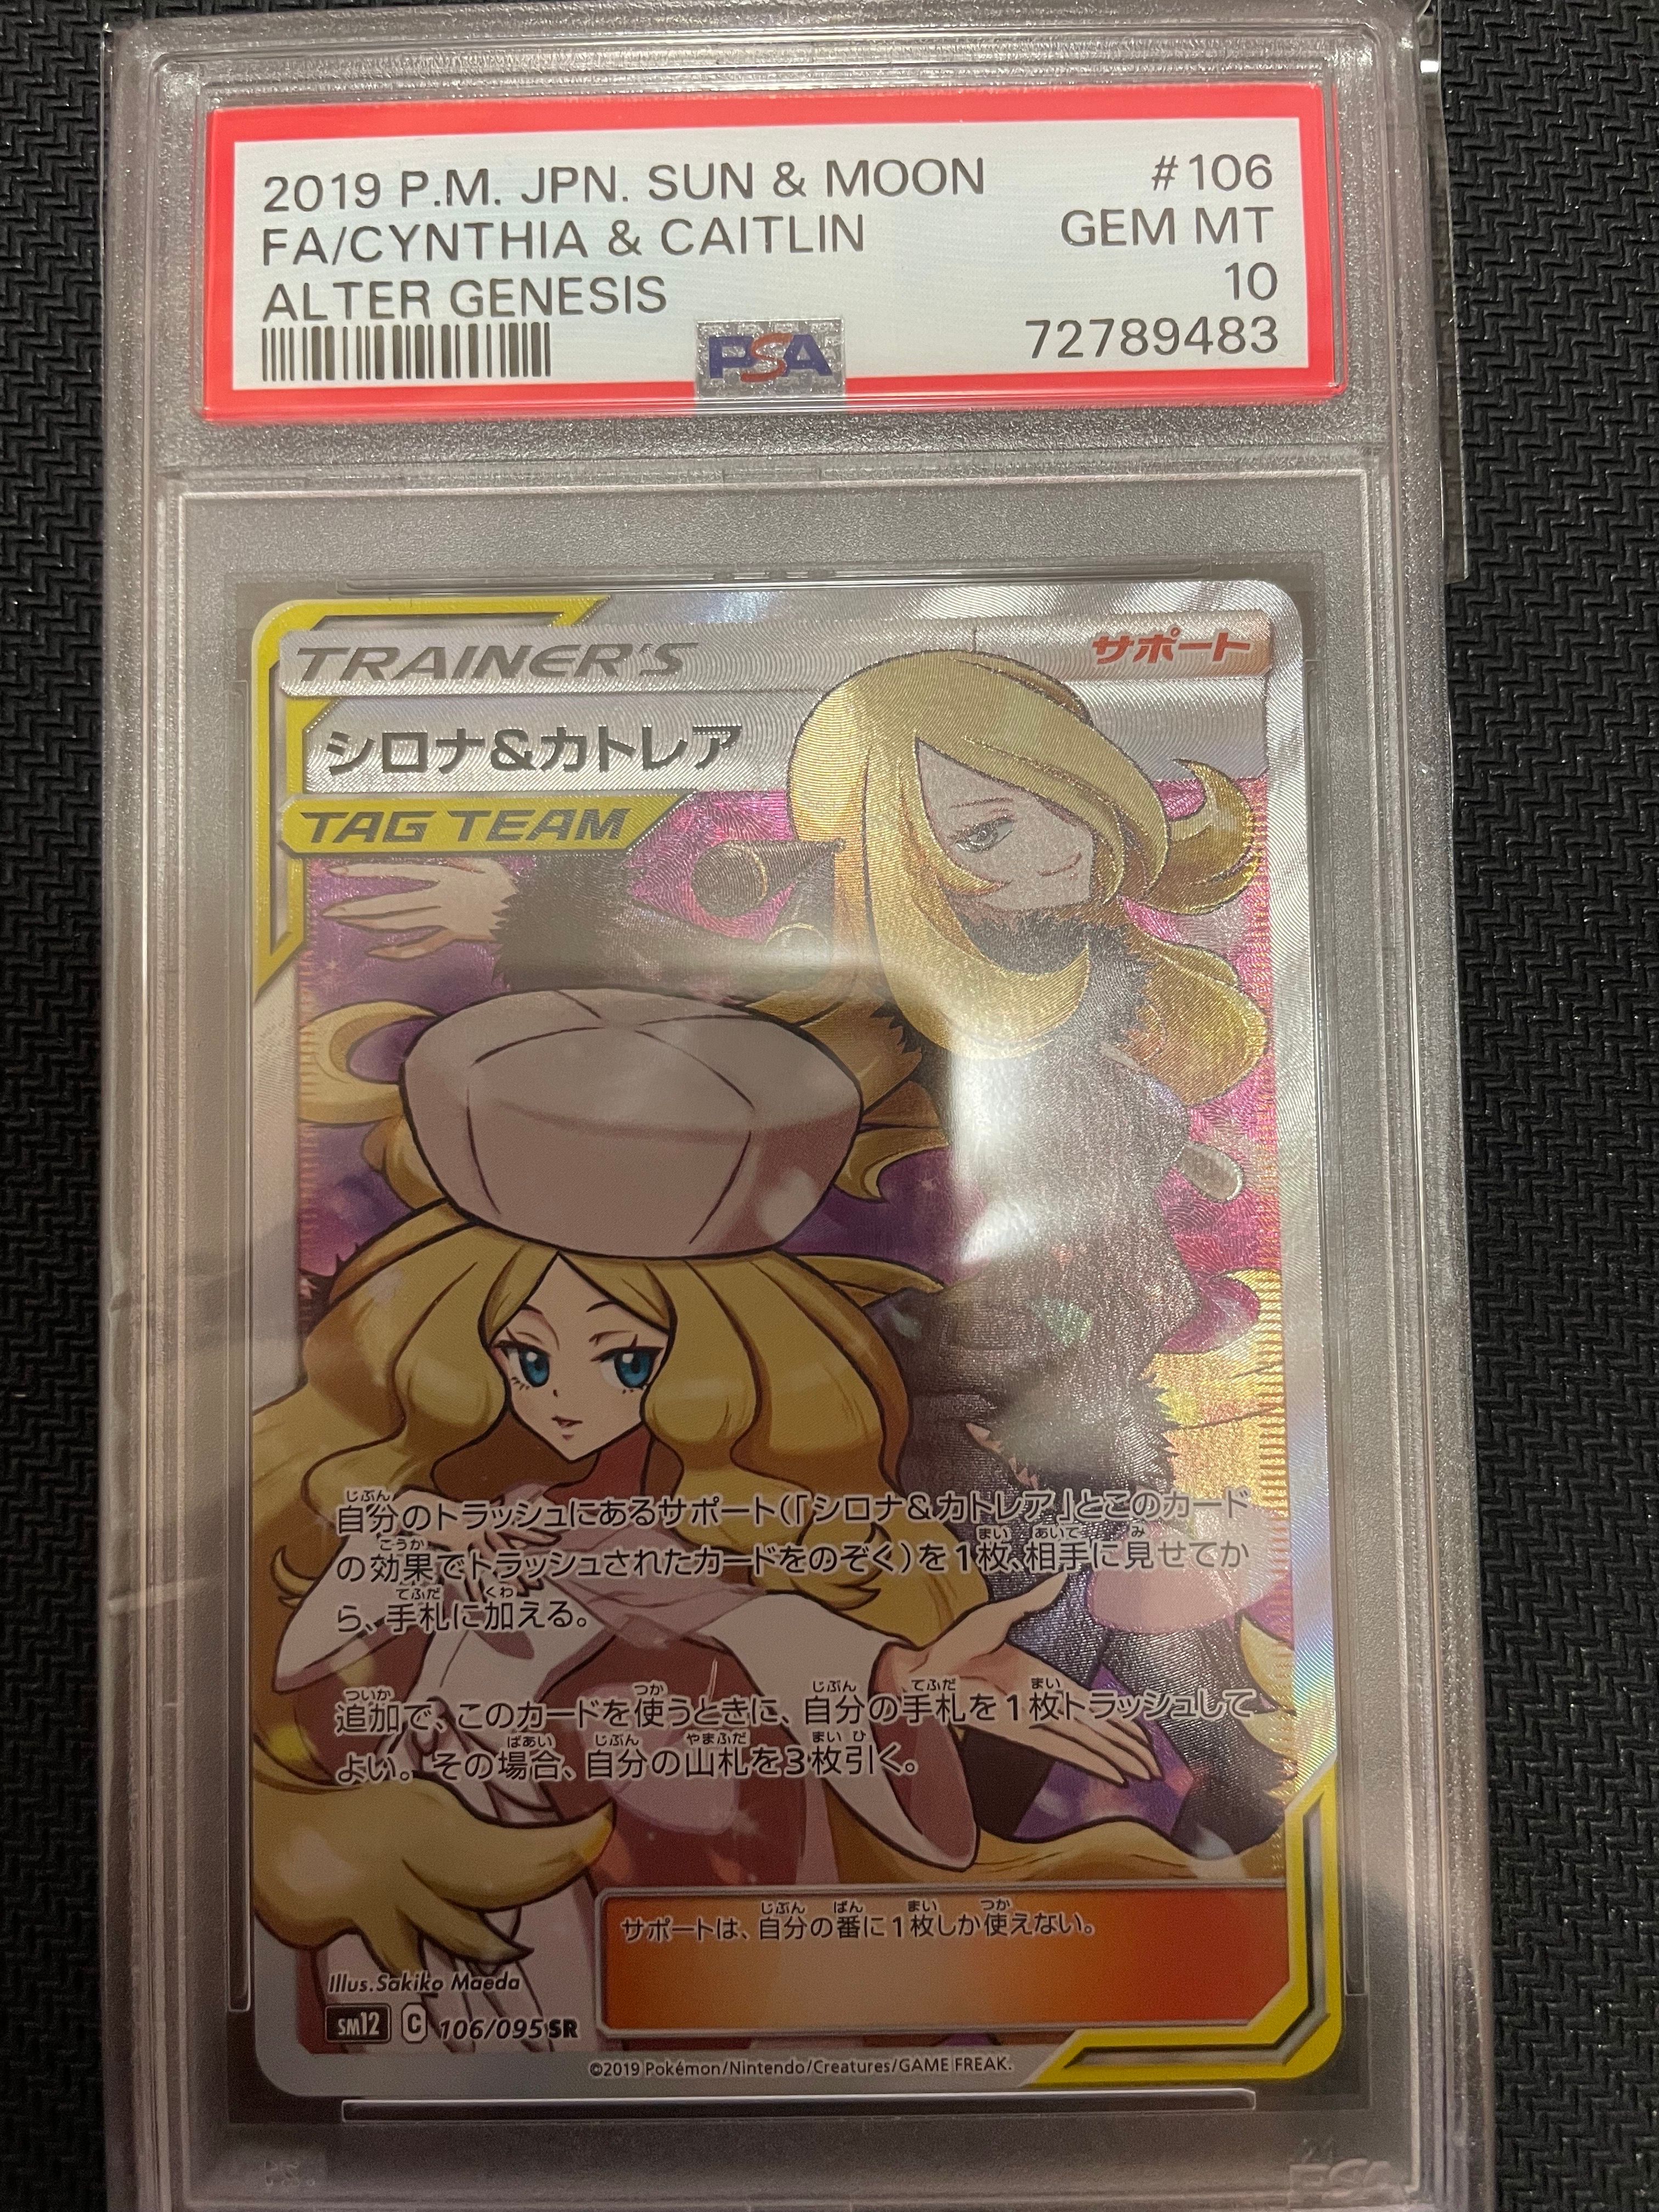 2019 P.M. JPN. SUN & MOON #106
FA/CYNTHIA & CAITLIN GEM MT
ALTER GENESIS 10
PSA 72789483
TRAINER'S サポート
シロナ&カトレア
TAG TEAM
自分のトラッシュにあるサポート(「シロナ&カトレア」とこのカード
の効果でトラッシュされたカードをのぞく)を1枚、相手に見せてか
ら、手札に加える。
追加で、このカードを使うときに、自分の手札を1枚トラッシュして
よい。その場合、自分の山札を3枚引く。
サポートは、自分の番に1枚しか使えない。
Illus.Sakiko Maeda
SM12 C 106/095 SR
©2019 Pokémon/Nintendo/Creatures/GAME FREAK.
PSA